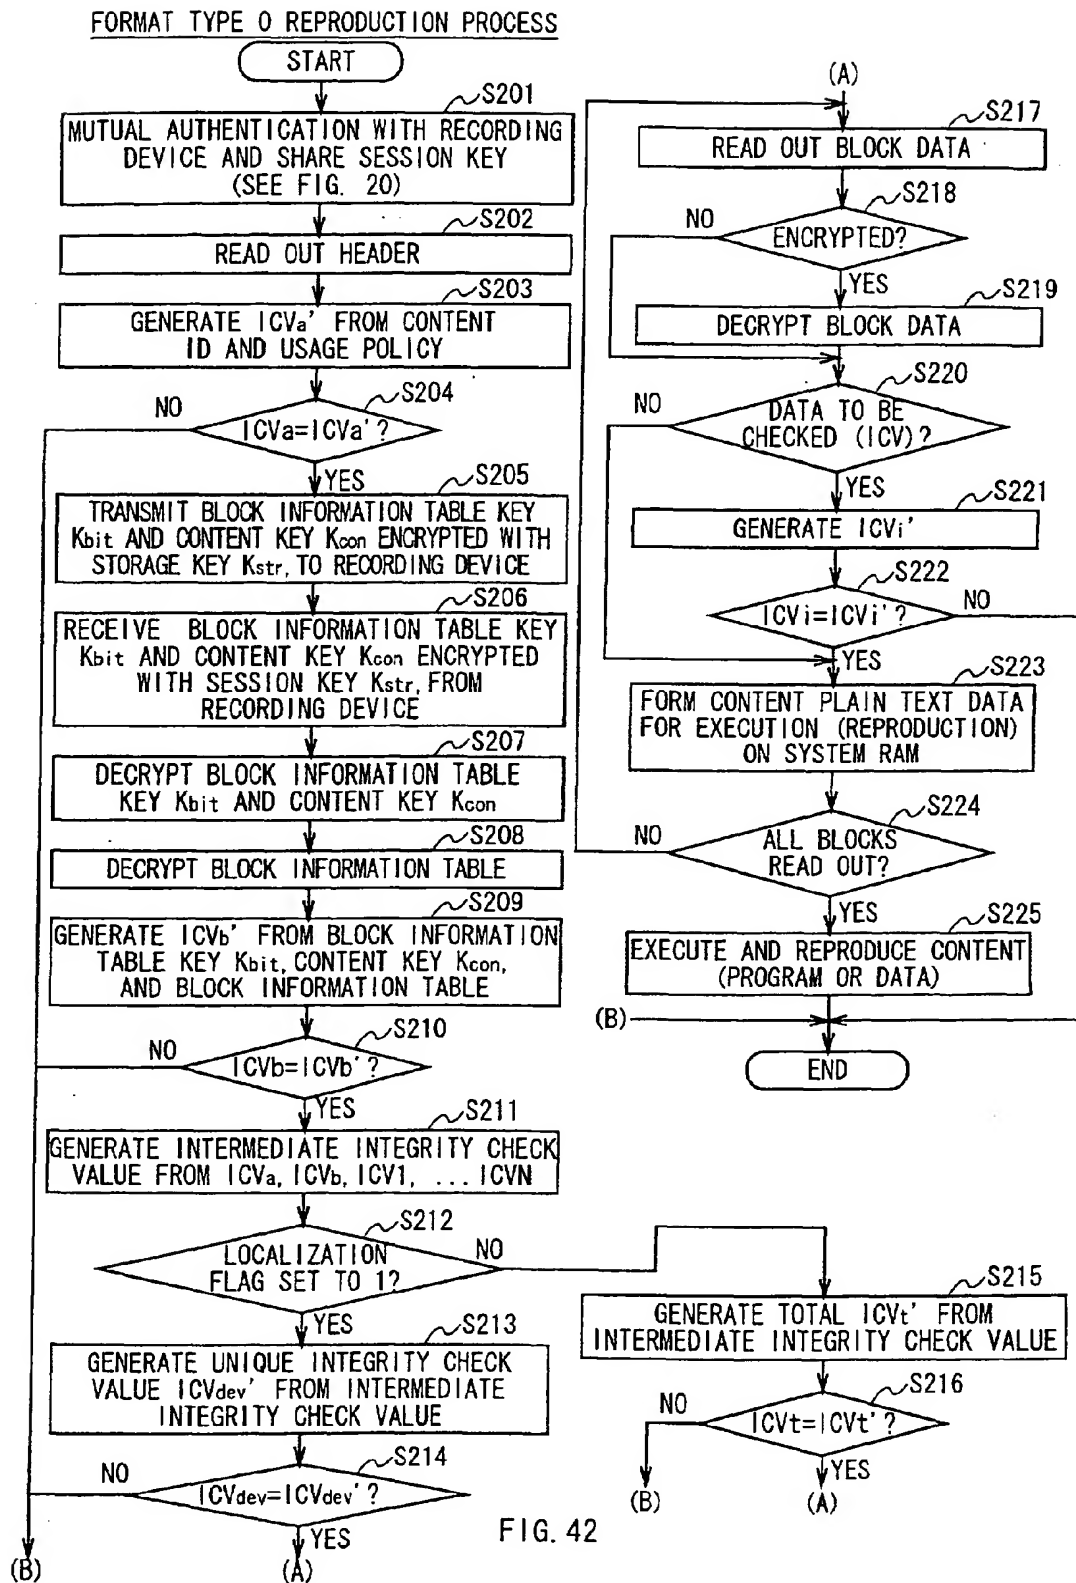 FORMAT TYPE 0 REPRODUCTION PROCESS
START
S201
MUTUAL AUTHENTICATION WITH RECORDING
DEVICE AND SHARE SESSION KEY
(SEE FIG. 20)
S202
READ OUT HEADER
S203
GENERATE ICVa' FROM CONTENT
ID AND USAGE POLICY
S204
NO
ICVa=ICVa'?
YES
S205
TRANSMIT BLOCK INFORMATION TABLE KEY
Kbit AND CONTENT KEY Kcon ENCRYPTED WITH
STORAGE KEY Kstr, TO RECORDING DEVICE
S206
RECEIVE BLOCK INFORMATION TABLE KEY
Kbit AND CONTENT KEY Kcon ENCRYPTED
WITH SESSION KEY Kstr, FROM
RECORDING DEVICE
S207
DECRYPT BLOCK INFORMATION TABLE
KEY Kbit AND CONTENT KEY Kcon
S208
DECRYPT BLOCK INFORMATION TABLE
S209
GENERATE ICVb' FROM BLOCK INFORMATION
TABLE KEY Kbit, CONTENT KEY Kcon,
AND BLOCK INFORMATION TABLE
S210
NO
ICVb=ICVb'?
YES
S211
GENERATE INTERMEDIATE INTEGRITY CHECK
VALUE FROM ICVa, ICVb, ICV1, ... ICVN
S212
LOCALIZATION
FLAG SET TO 1?
NO
YES
S213
GENERATE UNIQUE INTEGRITY CHECK
VALUE ICVdev' FROM INTERMEDIATE
INTEGRITY CHECK VALUE
S214
NO
ICVdev=ICVdev'?
YES
(B)
(A)
S215
GENERATE TOTAL ICVt' FROM
INTERMEDIATE INTEGRITY CHECK VALUE
S216
NO
ICVt=ICVt'?
YES
(B)
(A)
(A)
S217
READ OUT BLOCK DATA
S218
NO
ENCRYPTED?
YES
S219
DECRYPT BLOCK DATA
S220
NO
DATA TO BE
CHECKED (ICV)?
YES
S221
GENERATE ICVi'
S222
ICVi=ICVi'?
NO
YES
S223
FORM CONTENT PLAIN TEXT DATA
FOR EXECUTION (REPRODUCTION)
ON SYSTEM RAM
S224
NO
ALL BLOCKS
READ OUT?
YES
S225
EXECUTE AND REPRODUCE CONTENT
(PROGRAM OR DATA)
(B)
END
FIG. 42